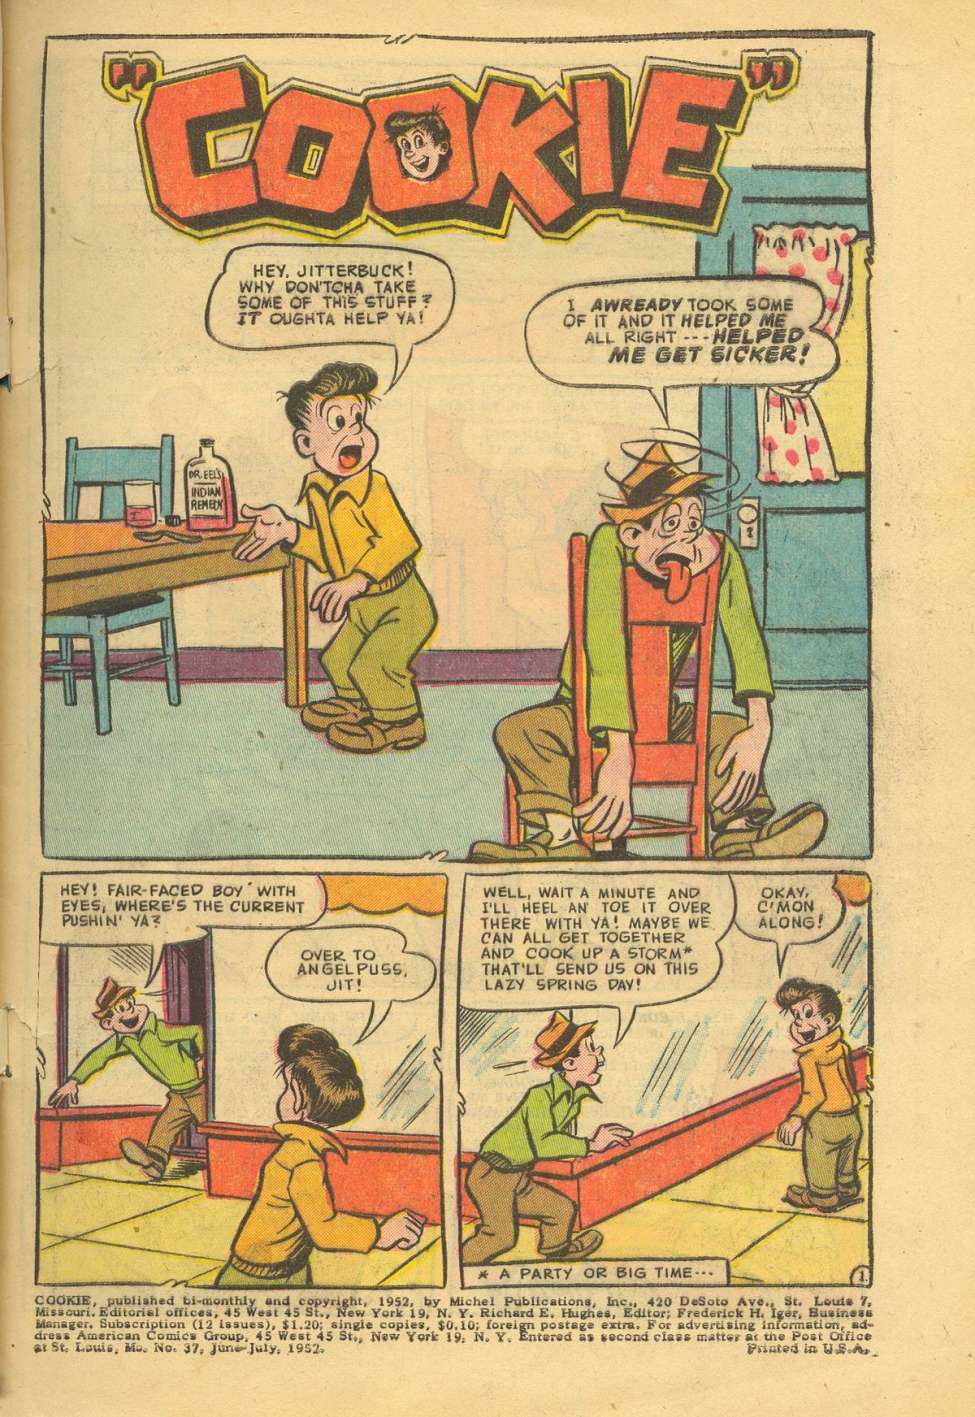 "COOKIE"
HEY, JITTERBUCK!
WHY DON'TCHA TAKE
SOME OF THIS STUFF?
IT OUGHTA HELP YA!
I AWREADY TOOK SOME
OF IT AND IT HELPED ME
ALL RIGHT --- HELPED
ME GET SICKER!
DR. EEL'S
INDIAN
REMEDY
HEY! FAIR-FACED BOY WITH
EYES, WHERE'S THE CURRENT
PUSHIN' YA?
OVER TO
ANGELPUSS,
JIT!
WELL, WAIT A MINUTE AND
I'LL HEEL AN' TOE IT OVER
THERE WITH YA! MAYBE WE
CAN ALL GET TOGETHER
AND COOK UP A STORM*
THAT'LL SEND US ON THIS
LAZY SPRING DAY!
OKAY,
C'MON
ALONG!
* A PARTY OR BIG TIME---
1.
COOKIE, published bi-monthly and copyright, 1952, by Michel Publications, Inc., 420 DeSoto Ave., St. Louis 7,
Missouri. Editorial offices, 45 West 45 St., New York 19, N. Y. Richard E. Hughes, Editor; Frederick H. Iger, Business
Manager. Subscription (12 issues), $1.20; single copies, $0.10; foreign postage extra. For advertising information, ad-
dress American Comics Group, 45 West 45 St., New York 19, N. Y. Entered as second class matter at the Post Office
at St. Louis, Mo. No. 37, June-July, 1952.
Printed in U.S.A.